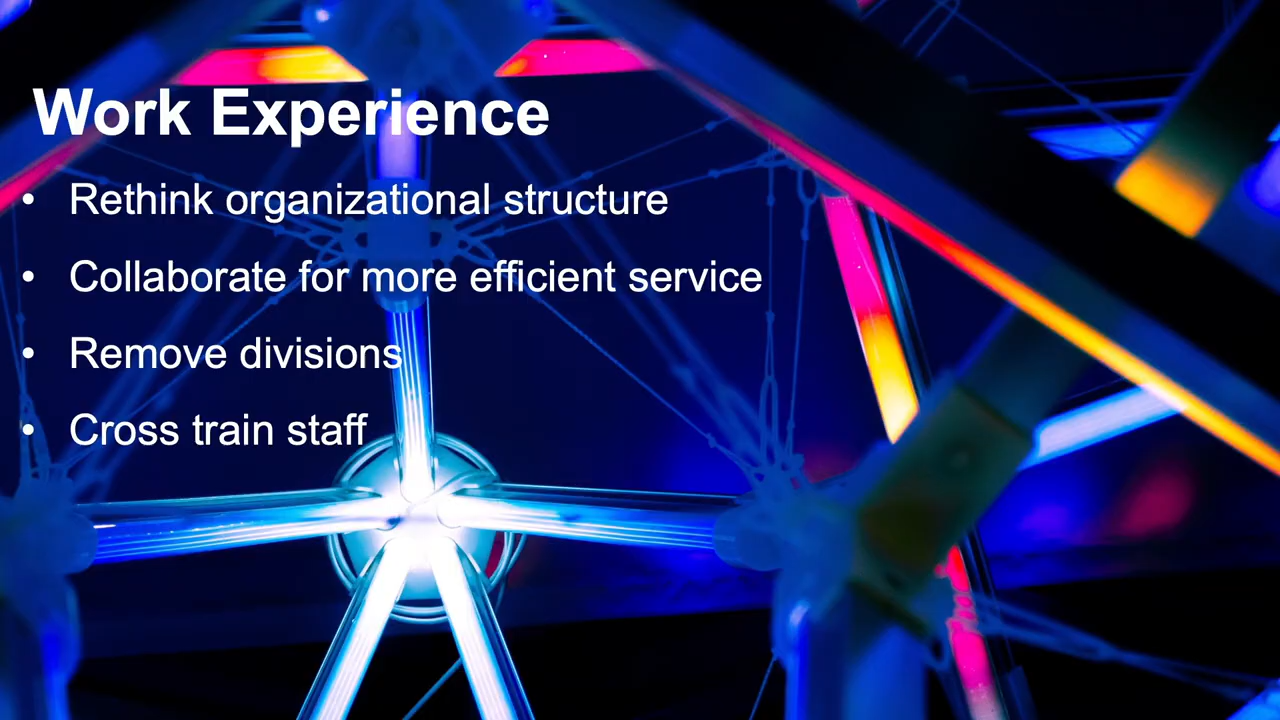 Work Experience
• Rethink organizational structure
• Collaborate for more efficient service
• Remove divisions
• Cross train staff